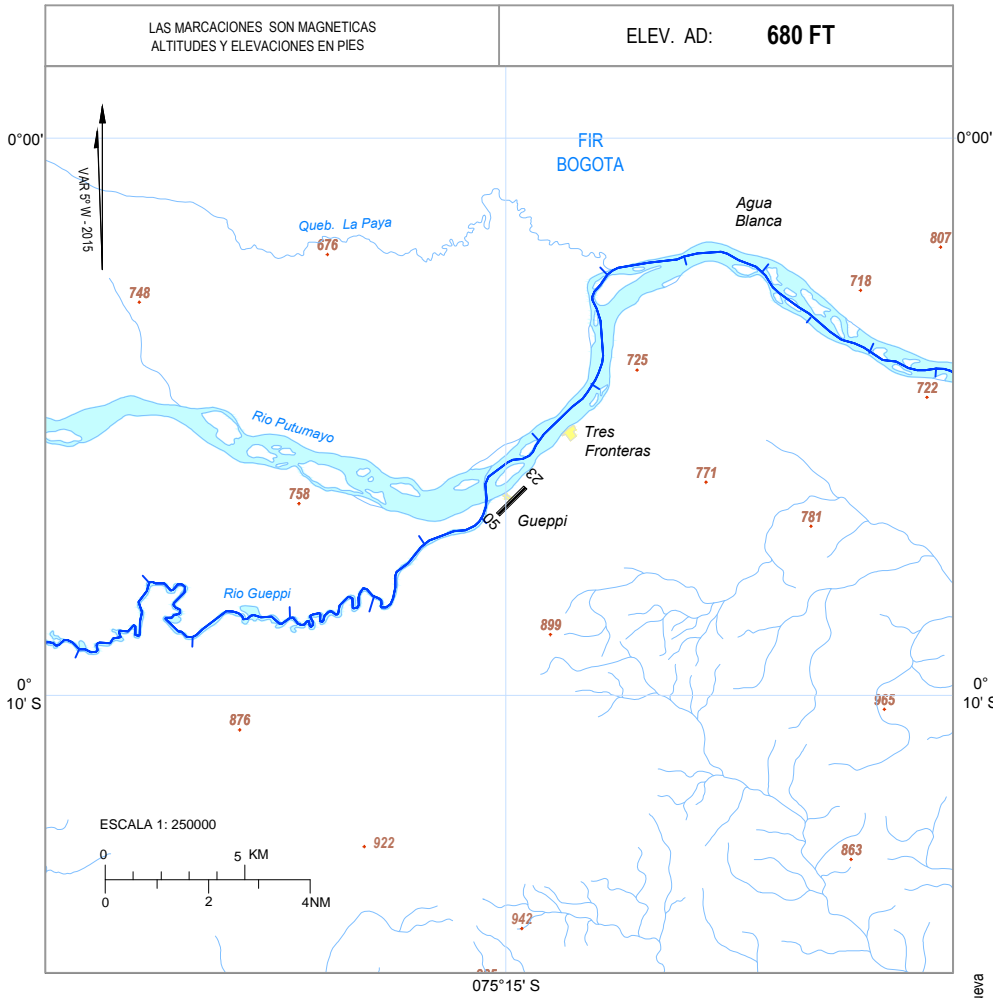 LAS MARCACIONES SON MAGNETICAS
ALTITUDES Y ELEVACIONES EN PIES
ELEV. AD: 680 FT
0°00'
0°00'
FIR
BOGOTA
VAR 5° W - 2015
Queb. La Paya
676
Agua
Blanca
807
748
718
725
722
Rio Putumayo
Tres
Fronteras
771
758
23
05
Gueppi
781
Rio Gueppi
899
0°
10' S
0°
10' S
965
876
ESCALA 1: 250000
0 5 KM
0 2 4NM
922
863
942
075°15' S